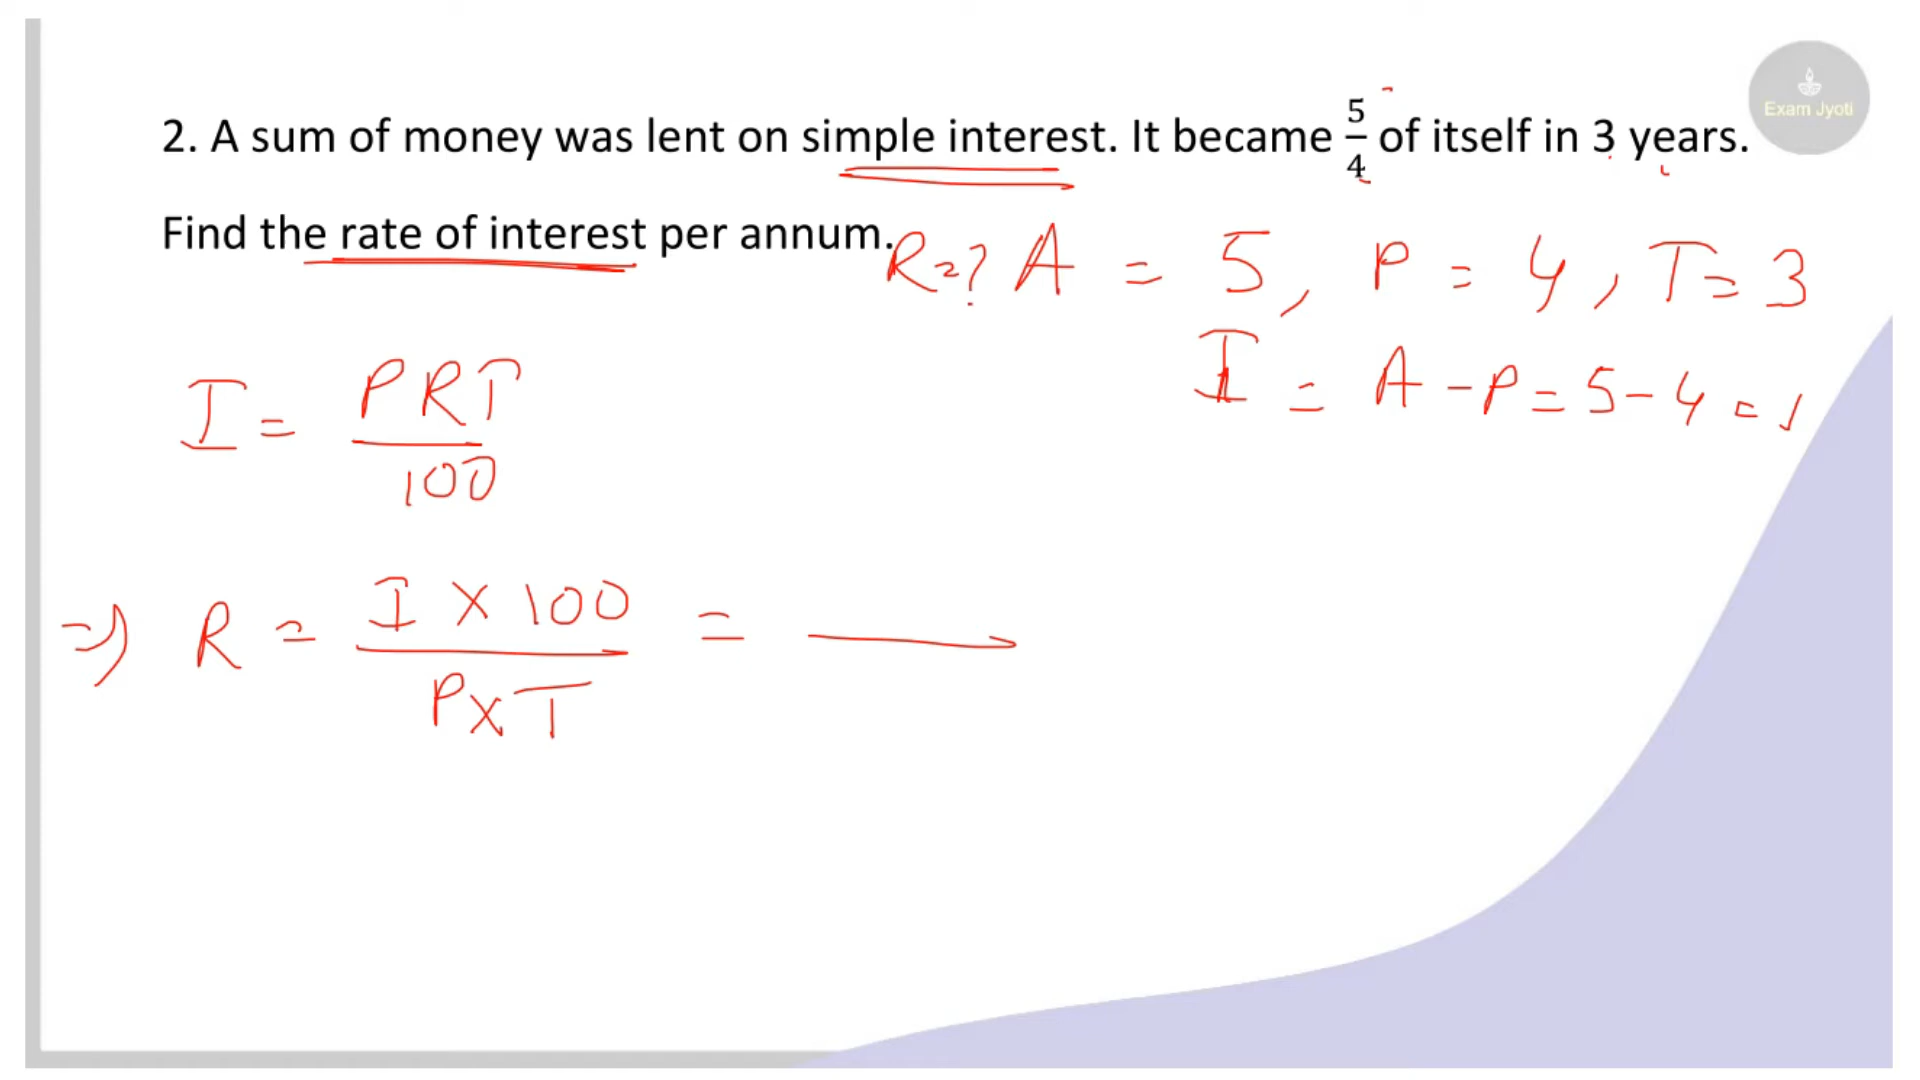 Exam Jyoti
2. A sum of money was lent on simple interest. It became 5/4 of itself in 3 years.
Find the rate of interest per annum.
R=? A = 5, P = 4, T= 3
I = A - P = 5 - 4 = 1
I = PRT/100
=> R = I X 100 / P X T =